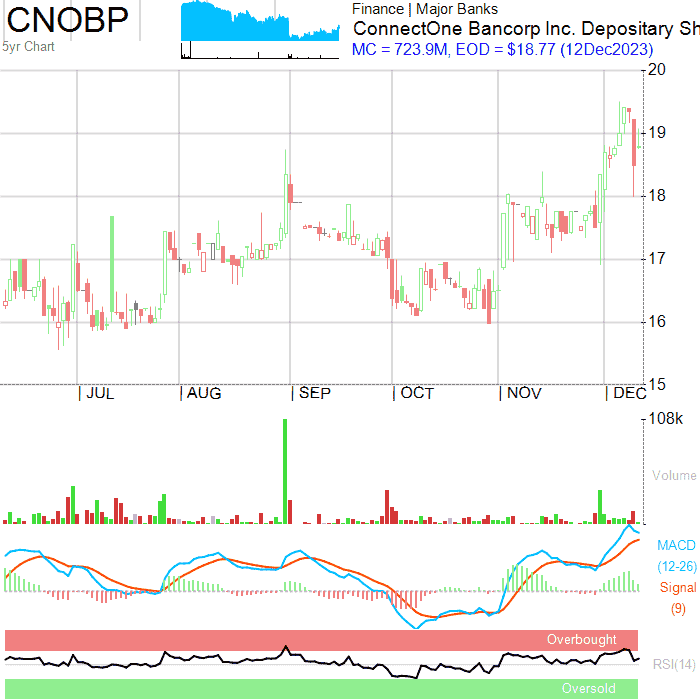 CNOBP
5yr Chart
Finance | Major Banks
ConnectOne Bancorp Inc. Depositary Sh
MC = 723.9M, EOD = $18.77 (12Dec2023)
20
19
18
17
16
15
| JUL | AUG | SEP | OCT | NOV | DEC
108k
Volume
MACD
(12-26)
Signal
(9)
Overbought
RSI(14)
Oversold